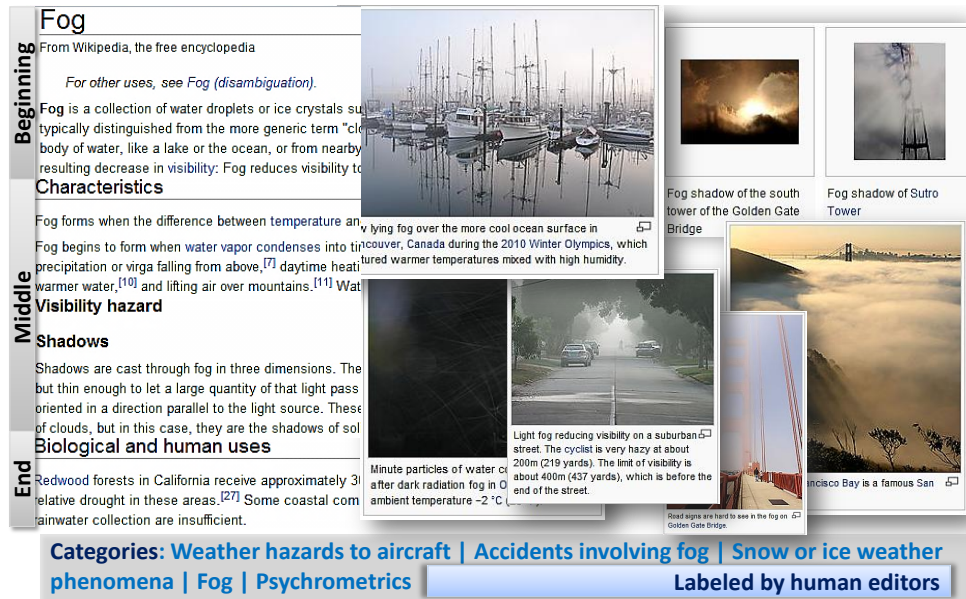 Beginning
Fog
From Wikipedia, the free encyclopedia
For other uses, see Fog (disambiguation).
Fog is a collection of water droplets or ice crystals su
typically distinguished from the more generic term "clo
body of water, like a lake or the ocean, or from nearby
resulting decrease in visibility: Fog reduces visibility to
Middle
Characteristics
Fog forms when the difference between temperature an
Fog begins to form when water vapor condenses into
precipitation or virga falling from above,[7] daytime heati
warmer water,[10] and lifting air over mountains.[11] Wat
Visibility hazard
Shadows
Shadows are cast through fog in three dimensions. The
but thin enough to let a large quantity of that light pass
oriented in a direction parallel to the light source. These
of clouds, but in this case, they are the shadows of sol
End
Biological and human uses
Redwood forests in California receive approximately
relative drought in these areas.[27] Some coastal com
rainwater collection are insufficient.
w lying fog over the more cool ocean surface in
ncouver, Canada during the 2010 Winter Olympics, which
tured warmer temperatures mixed with high humidity.
Fog shadow of the south
tower of the Golden Gate
Bridge
Fog shadow of Sutro
Tower
Minute particles of water
after dark radiation fog in
ambient temperature −2 °C
Light fog reducing visibility on a suburban
street. The cyclist is very hazy at about
200m (219 yards). The limit of visibility is
about 400m (437 yards), which is before the
end of the street.
Road signs are hard to see in the fog on
Golden Gate Bridge.
ncisco Bay is a famous San
Categories: Weather hazards to aircraft | Accidents involving fog | Snow or ice weather
phenomena | Fog | Psychrometrics
Labeled by human editors